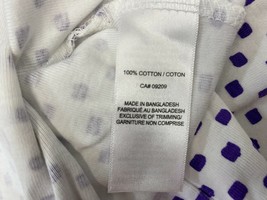 100% COTTON / COTON
CA# 09209
MADE IN BANGLADESH
FABRIQUÉ AU BANGLADESH
EXCLUSIVE OF TRIMMING/
GARNITURE NON COMPRISE